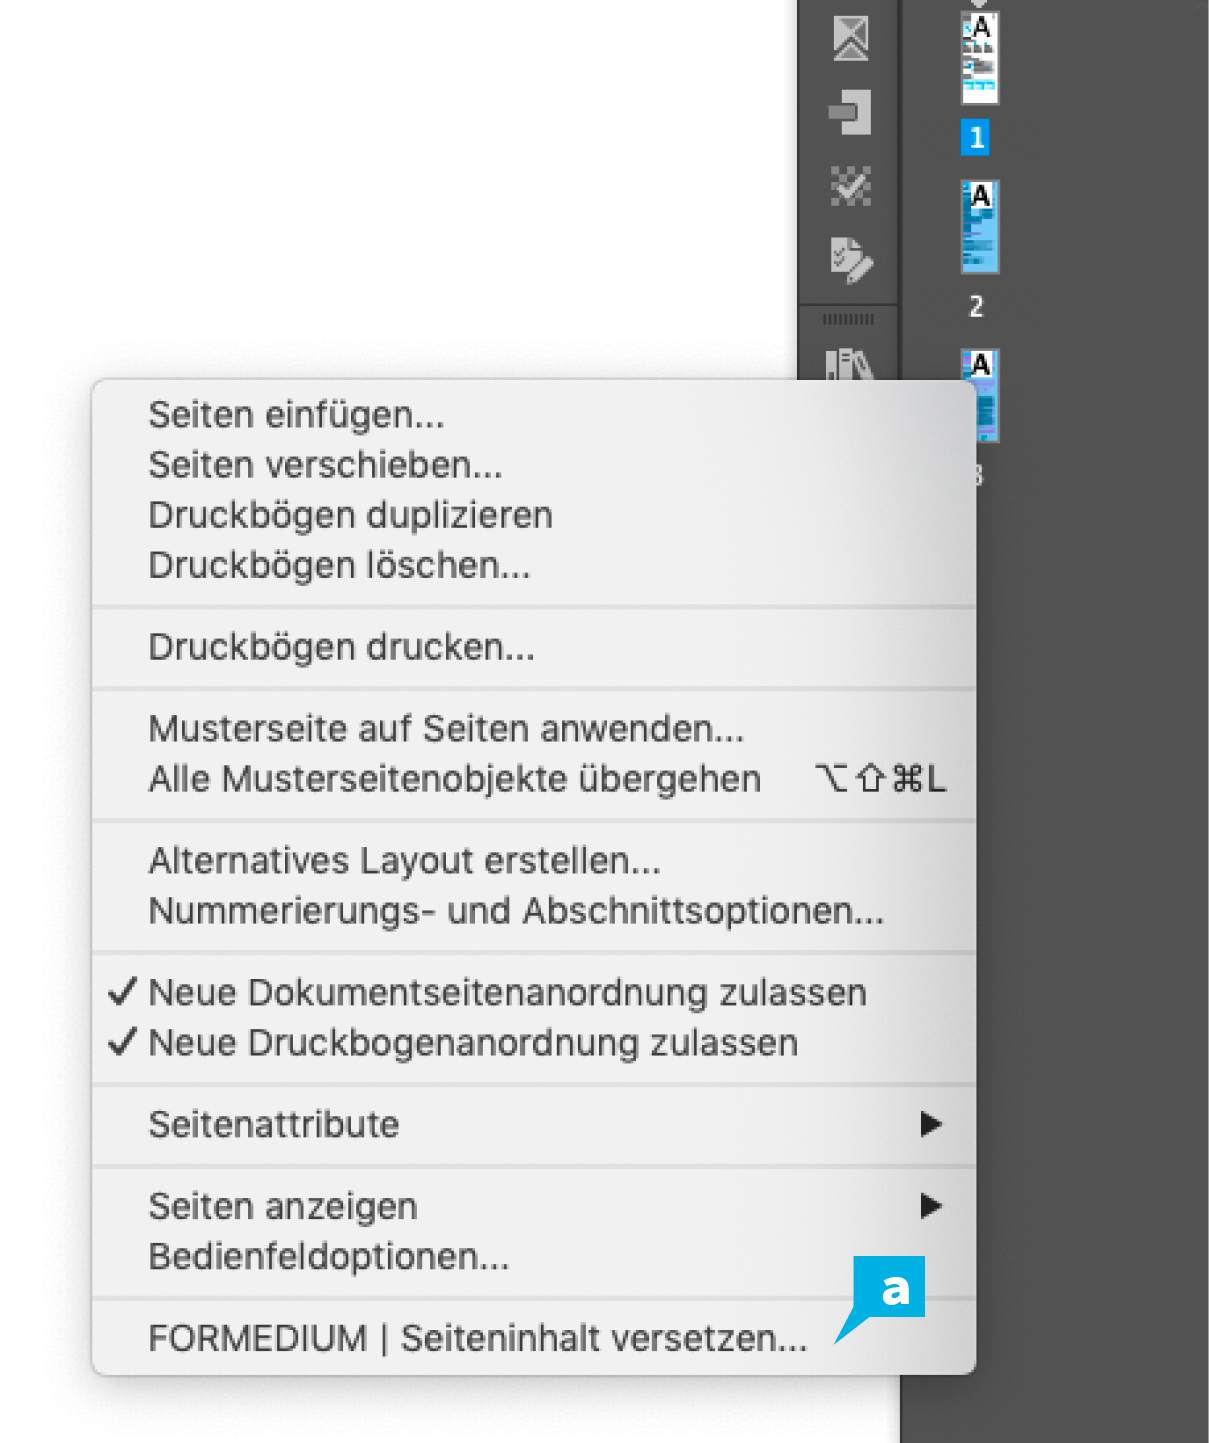 A
1
A
2
A
3
Seiten einfügen...
Seiten verschieben...
Druckbögen duplizieren
Druckbögen löschen...
Druckbögen drucken...
Musterseite auf Seiten anwenden...
Alle Musterseitenobjekte übergehen ⌥⇧⌘L
Alternatives Layout erstellen...
Nummerierungs- und Abschnittsoptionen...
✓ Neue Dokumentseitenanordnung zulassen
✓ Neue Druckbogenanordnung zulassen
Seitenattribute ▶
Seiten anzeigen ▶
Bedienfeldoptionen...
a
FORMEDIUM | Seiteninhalt versetzen...